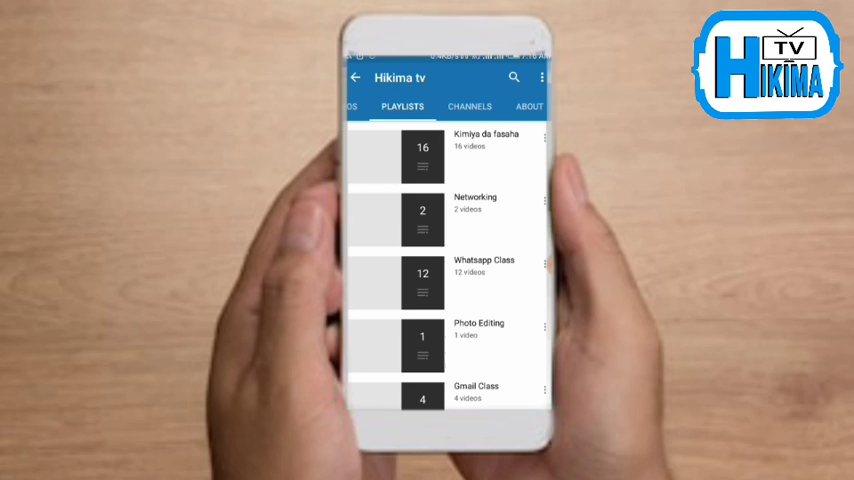 TV
HIKIMA
Hikima tv
OS PLAYLISTS CHANNELS ABOUT
16
Kimiya da fasaha
16 videos
2
Networking
2 videos
12
Whatsapp Class
12 videos
1
Photo Editing
1 video
4
Gmail Class
4 videos